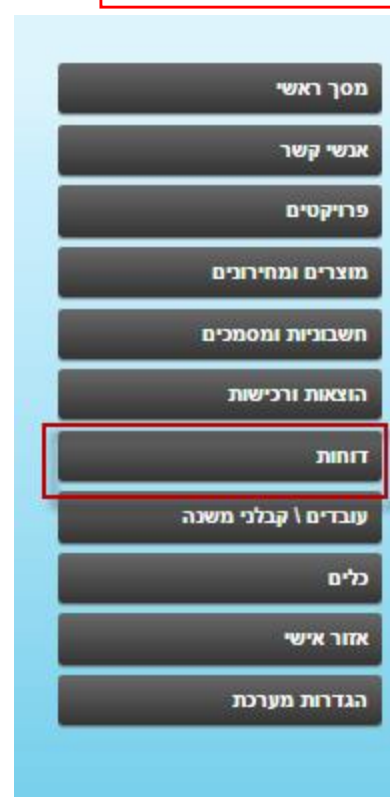 מסך ראשי
אנשי קשר
פרויקטים
מוצרים ומחירונים
חשבוניות ומסמכים
הוצאות ורכישות
דוחות
עובדים \ קבלני משנה
כלים
אזור אישי
הגדרות מערכת